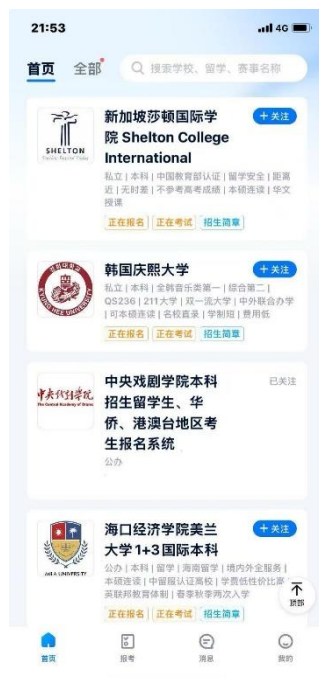 21:53
4G
首页 全部 搜索学校、留学、赛事名称
新加坡莎顿国际学
院 Shelton College
International
+关注
SHELTON
私立 | 本科 | 中国教育部认证 | 留学安全 | 距离
近 | 无时差 | 不参考高考成绩 | 本硕连读 | 华文
授课
正在报名 正在考试 招生简章
韩国庆熙大学
+关注
KYUNG HEE UNIVERSITY
私立 | 本科 | 全韩音乐类第一 | 综合第二 |
QS236 | 211大学 | 双一流大学 | 中外联合办学
| 可本硕连读 | 名校直录 | 学制短 | 费用低
正在报名 正在考试 招生简章
中央戏剧学院本科
招生留学生、华
侨、港澳台地区考
生报名系统
已关注
中央戏剧学院
The Central Academy of Drama
公办
海口经济学院美兰
大学1+3国际本科
+关注
公办 | 本科 | 留学 | 海南留学 | 境内外全服务 |
本硕连读 | 中留服认证高校 | 学费低性价比高
英联邦教育体制 | 春季秋季两次入学
正在报名 正在考试 招生简章
顶部
首页 报考 消息 我的